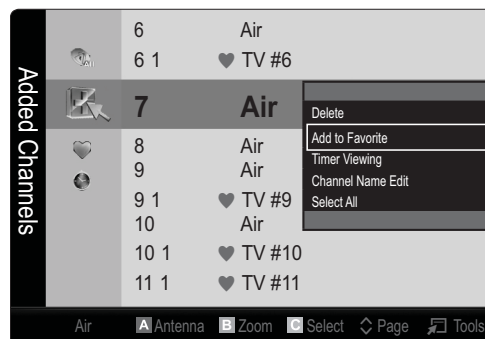 Added Channels
All
6 Air
6 1 ♥ TV #6
7 Air
8 Air
9 Air
9 1 ♥ TV #9
10 Air
10 1 ♥ TV #10
11 1 ♥ TV #11
Delete
Add to Favorite
Timer Viewing
Channel Name Edit
Select All
Air A Antenna B Zoom C Select Page Tools